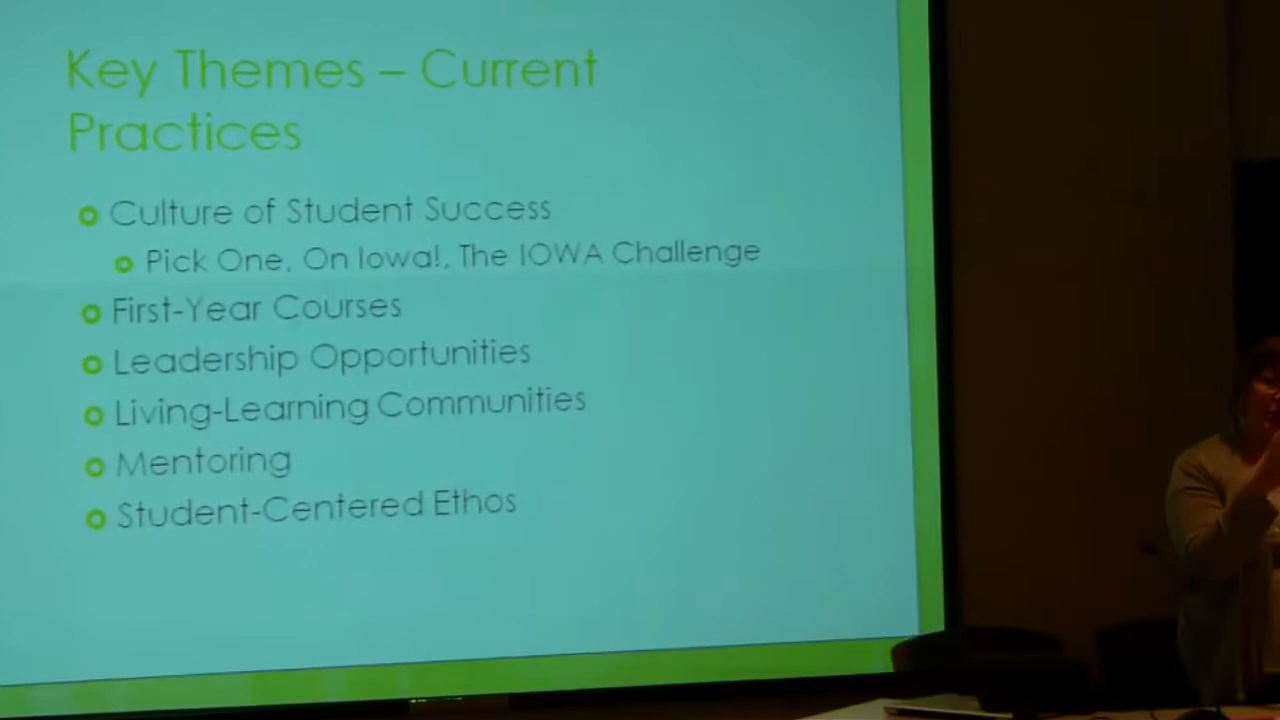 Key Themes – Current
Practices
Culture of Student Success
Pick One, On Iowa!, The IOWA Challenge
First-Year Courses
Leadership Opportunities
Living-Learning Communities
Mentoring
Student-Centered Ethos